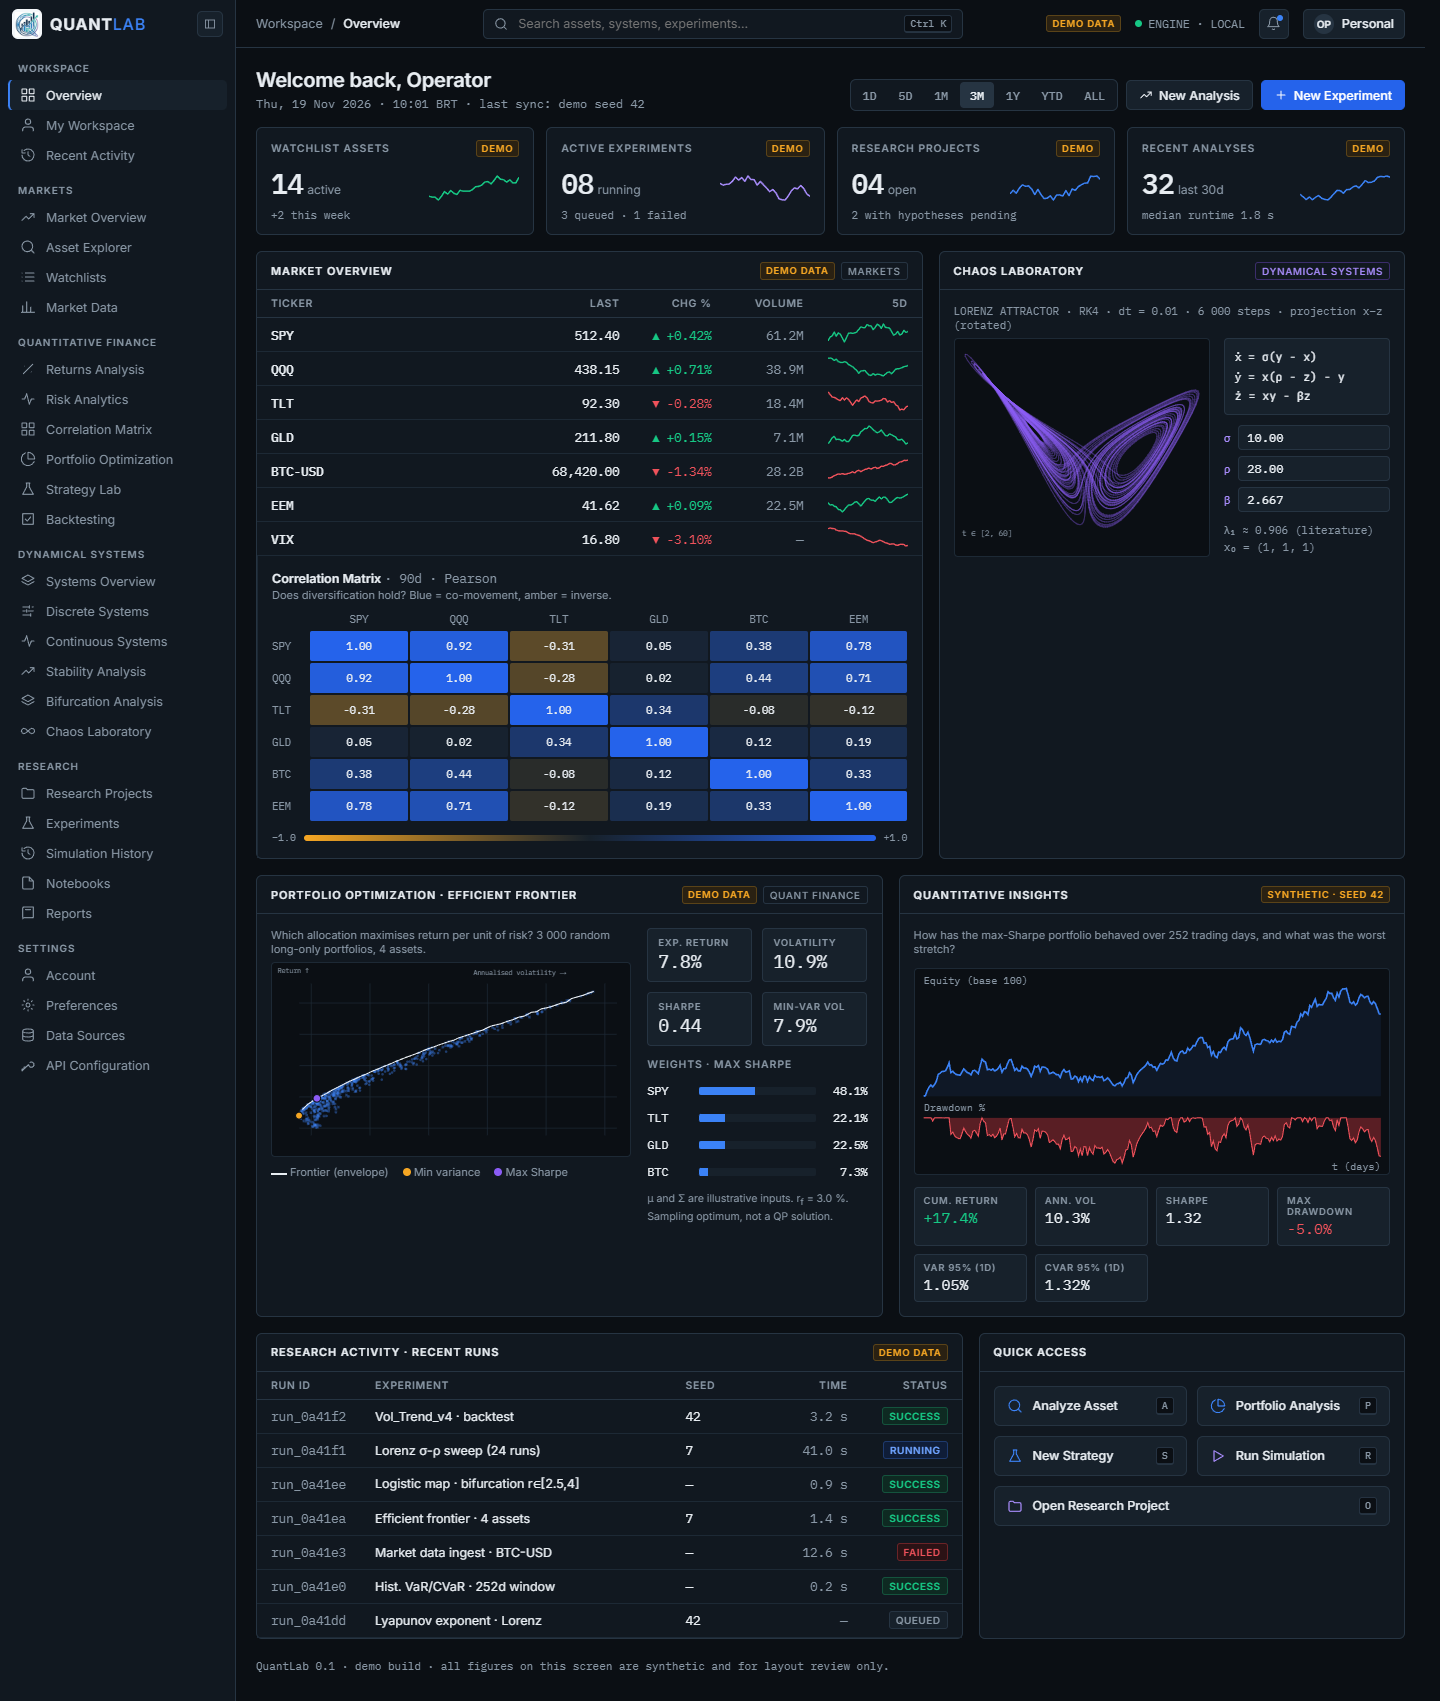 QUANTLAB
WORKSPACE
Overview
My Workspace
Recent Activity
MARKETS
Market Overview
Asset Explorer
Watchlists
Market Data
QUANTITATIVE FINANCE
Returns Analysis
Risk Analytics
Correlation Matrix
Portfolio Optimization
Strategy Lab
Backtesting
DYNAMICAL SYSTEMS
Systems Overview
Discrete Systems
Continuous Systems
Stability Analysis
Bifurcation Analysis
Chaos Laboratory
RESEARCH
Research Projects
Experiments
Simulation History
Notebooks
Reports
SETTINGS
Account
Preferences
Data Sources
API Configuration
Workspace / Overview
Search assets, systems, experiments...
Ctrl K
DEMO DATA
ENGINE · LOCAL
OP Personal
Welcome back, Operator
Thu, 19 Nov 2026 · 10:01 BRT · last sync: demo seed 42
1D 5D 1M 3M 1Y YTD ALL
New Analysis
New Experiment
WATCHLIST ASSETS DEMO
14 active
+2 this week
ACTIVE EXPERIMENTS DEMO
08 running
3 queued · 1 failed
RESEARCH PROJECTS DEMO
04 open
2 with hypotheses pending
RECENT ANALYSES DEMO
32 last 30d
median runtime 1.8 s
MARKET OVERVIEW DEMO DATA MARKETS
TICKER LAST CHG % VOLUME 5D
SPY 512.40 ▲ +0.42% 61.2M
QQQ 438.15 ▲ +0.71% 38.9M
TLT 92.30 ▼ -0.28% 18.4M
GLD 211.80 ▲ +0.15% 7.1M
BTC-USD 68,420.00 ▼ -1.34% 28.2B
EEM 41.62 ▲ +0.09% 22.5M
VIX 16.80 ▼ -3.10% —
Correlation Matrix · 90d · Pearson
Does diversification hold? Blue = co-movement, amber = inverse.
SPY QQQ TLT GLD BTC EEM
SPY 1.00 0.92 -0.31 0.05 0.38 0.78
QQQ 0.92 1.00 -0.28 0.02 0.44 0.71
TLT -0.31 -0.28 1.00 0.34 -0.08 -0.12
GLD 0.05 0.02 0.34 1.00 0.12 0.19
BTC 0.38 0.44 -0.08 0.12 1.00 0.33
EEM 0.78 0.71 -0.12 0.19 0.33 1.00
−1.0 +1.0
CHAOS LABORATORY DYNAMICAL SYSTEMS
LORENZ ATTRACTOR · RK4 · dt = 0.01 · 6 000 steps · projection x-z
(rotated)
t ∈ [2, 60]
ẋ = σ(y - x)
ẏ = x(ρ - z) - y
ż = xy - βz
σ 10.00
ρ 28.00
β 2.667
λ₁ ≈ 0.906 (literature)
x₀ = (1, 1, 1)
PORTFOLIO OPTIMIZATION · EFFICIENT FRONTIER DEMO DATA QUANT FINANCE
Which allocation maximises return per unit of risk? 3 000 random
long-only portfolios, 4 assets.
Return ↑
Annualised volatility →
Frontier (envelope) Min variance Max Sharpe
EXP. RETURN
7.8%
VOLATILITY
10.9%
SHARPE
0.44
MIN-VAR VOL
7.9%
WEIGHTS · MAX SHARPE
SPY 48.1%
TLT 22.1%
GLD 22.5%
BTC 7.3%
μ and Σ are illustrative inputs. rf = 3.0 %.
Sampling optimum, not a QP solution.
QUANTITATIVE INSIGHTS SYNTHETIC · SEED 42
How has the max-Sharpe portfolio behaved over 252 trading days, and what was the worst
stretch?
Equity (base 100)
Drawdown %
t (days)
CUM. RETURN
+17.4%
ANN. VOL
10.3%
SHARPE
1.32
MAX DRAWDOWN
-5.0%
VAR 95% (1D)
1.05%
CVAR 95% (1D)
1.32%
RESEARCH ACTIVITY · RECENT RUNS DEMO DATA
RUN ID EXPERIMENT SEED TIME STATUS
run_0a41f2 Vol_Trend_v4 · backtest 42 3.2 s SUCCESS
run_0a41f1 Lorenz σ-ρ sweep (24 runs) 7 41.0 s RUNNING
run_0a41ee Logistic map · bifurcation r∈[2.5,4] — 0.9 s SUCCESS
run_0a41ea Efficient frontier · 4 assets 7 1.4 s SUCCESS
run_0a41e3 Market data ingest · BTC-USD — 12.6 s FAILED
run_0a41e0 Hist. VaR/CVaR · 252d window — 0.2 s SUCCESS
run_0a41dd Lyapunov exponent · Lorenz 42 — QUEUED
QUICK ACCESS
Analyze Asset A
Portfolio Analysis P
New Strategy S
Run Simulation R
Open Research Project O
QuantLab 0.1 · demo build · all figures on this screen are synthetic and for layout review only.